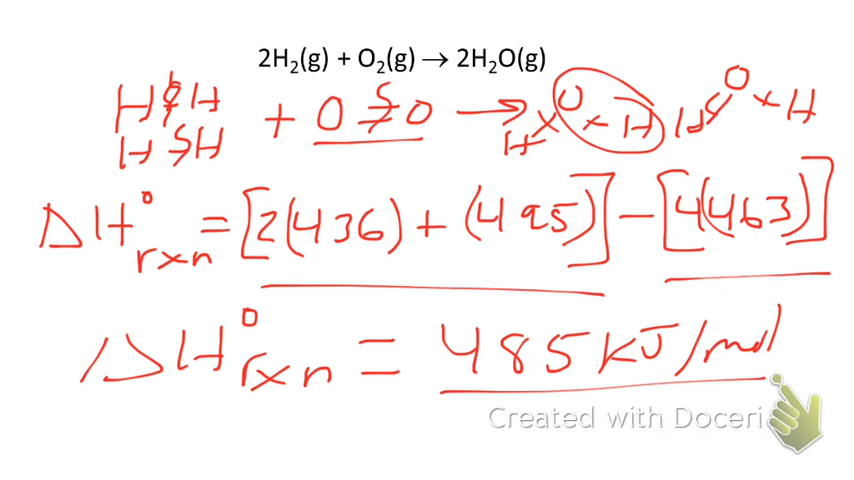 2H₂(g) + O₂(g) → 2H₂O(g)
H H + O O → H O H H O H
H H
ΔH°rxn = [2(436) + (495)] − [4(463)]
ΔH°rxn = 485 kJ/mol
Created with Doceri